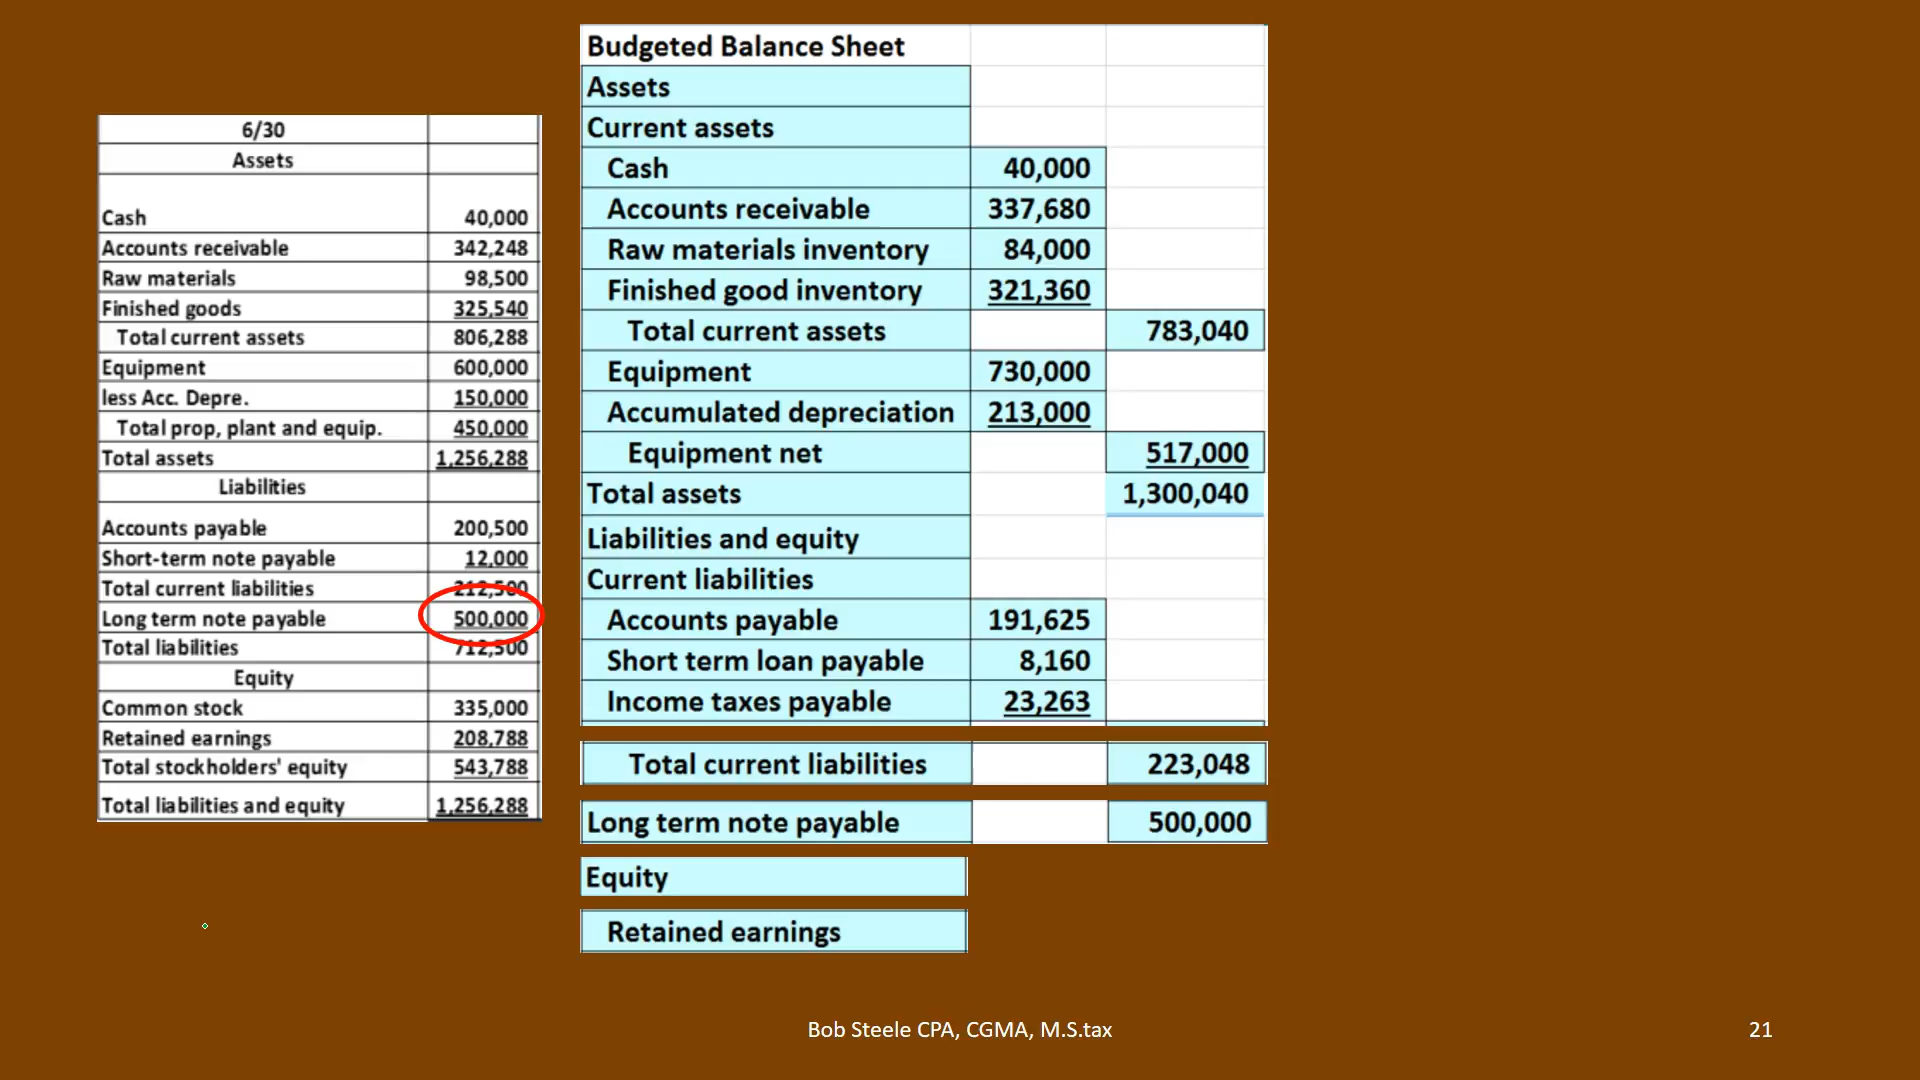 6/30
Assets
Cash 40,000
Accounts receivable 342,248
Raw materials 98,500
Finished goods 325,540
Total current assets 806,288
Equipment 600,000
less Acc. Depre. 150,000
Total prop, plant and equip. 450,000
Total assets 1,256,288
Liabilities
Accounts payable 200,500
Short-term note payable 12,000
Total current liabilities 212,500
Long term note payable 500,000
Total liabilities 712,500
Equity
Common stock 335,000
Retained earnings 208,788
Total stockholders' equity 543,788
Total liabilities and equity 1,256,288
Budgeted Balance Sheet
Assets
Current assets
Cash 40,000
Accounts receivable 337,680
Raw materials inventory 84,000
Finished good inventory 321,360
Total current assets 783,040
Equipment 730,000
Accumulated depreciation 213,000
Equipment net 517,000
Total assets 1,300,040
Liabilities and equity
Current liabilities
Accounts payable 191,625
Short term loan payable 8,160
Income taxes payable 23,263
Total current liabilities 223,048
Long term note payable 500,000
Equity
Retained earnings
Bob Steele CPA, CGMA, M.S.tax
21